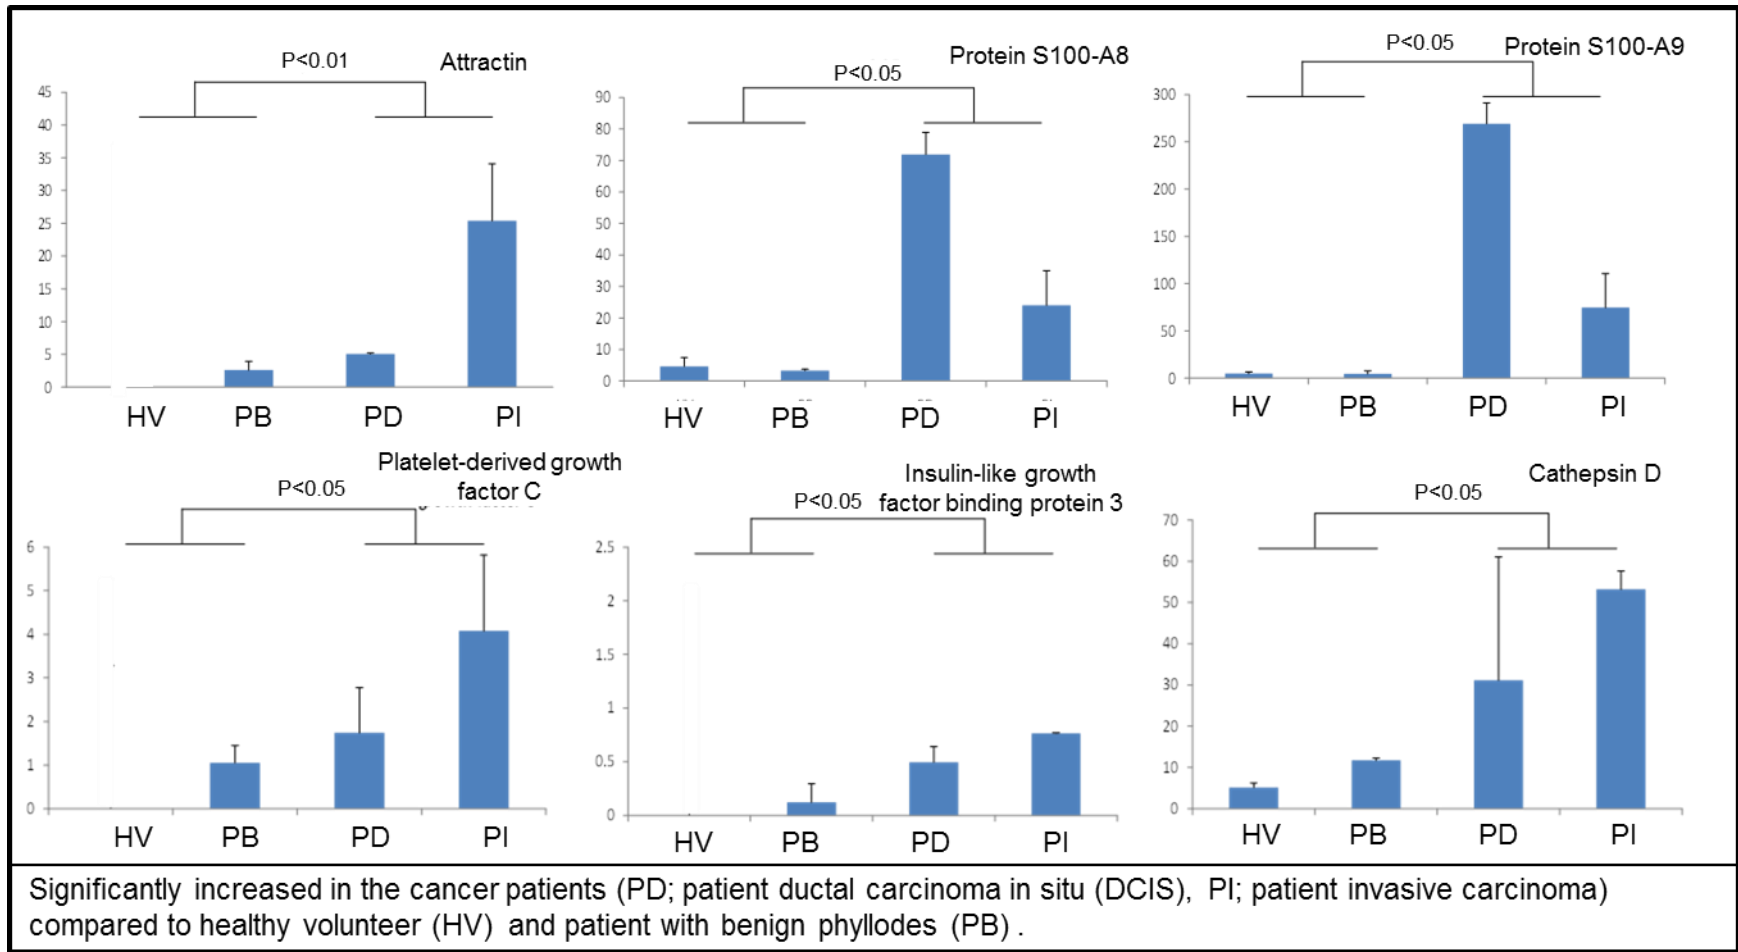 P<0.01
Attractin
45
40
35
30
25
20
15
10
5
0
HV PB PD PI
P<0.05
Protein S100-A8
90
80
70
60
50
40
30
20
10
0
HV PB PD PI
P<0.05
Protein S100-A9
300
250
200
150
100
50
0
HV PB PD PI
Platelet-derived growth
factor C
P<0.05
6
5
4
3
2
1
0
HV PB PD PI
Insulin-like growth
factor binding protein 3
P<0.05
2.5
2
1.5
1
0.5
0
HV PB PD PI
Cathepsin D
P<0.05
70
60
50
40
30
20
10
0
HV PB PD PI
Significantly increased in the cancer patients (PD; patient ductal carcinoma in situ (DCIS), PI; patient invasive carcinoma)
compared to healthy volunteer (HV) and patient with benign phyllodes (PB) .